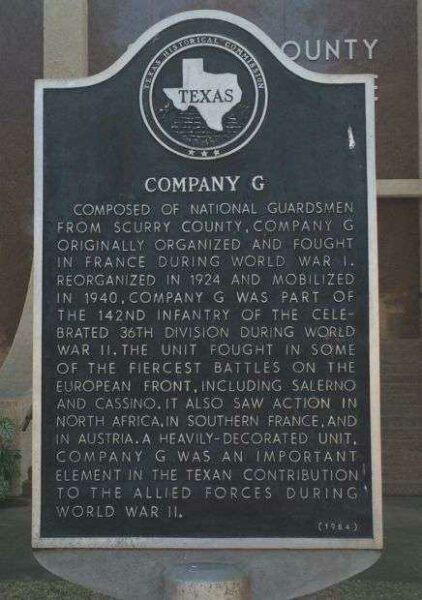 OUNTY
E
TEXAS HISTORICAL COMMISSION
TEXAS
COMPANY G
COMPOSED OF NATIONAL GUARDSMEN
FROM SCURRY COUNTY, COMPANY G
ORIGINALLY ORGANIZED AND FOUGHT
IN FRANCE DURING WORLD WAR I.
REORGANIZED IN 1924 AND MOBILIZED
IN 1940, COMPANY G WAS PART OF
THE 142ND INFANTRY OF THE CELE-
BRATED 36TH DIVISION DURING WORLD
WAR II. THE UNIT FOUGHT IN SOME
OF THE FIERCEST BATTLES ON THE
EUROPEAN FRONT, INCLUDING SALERNO
AND CASSINO. IT ALSO SAW ACTION IN
NORTH AFRICA, IN SOUTHERN FRANCE, AND
IN AUSTRIA. A HEAVILY-DECORATED UNIT,
COMPANY G WAS AN IMPORTANT
ELEMENT IN THE TEXAN CONTRIBUTION
TO THE ALLIED FORCES DURING
WORLD WAR II.
(1984)